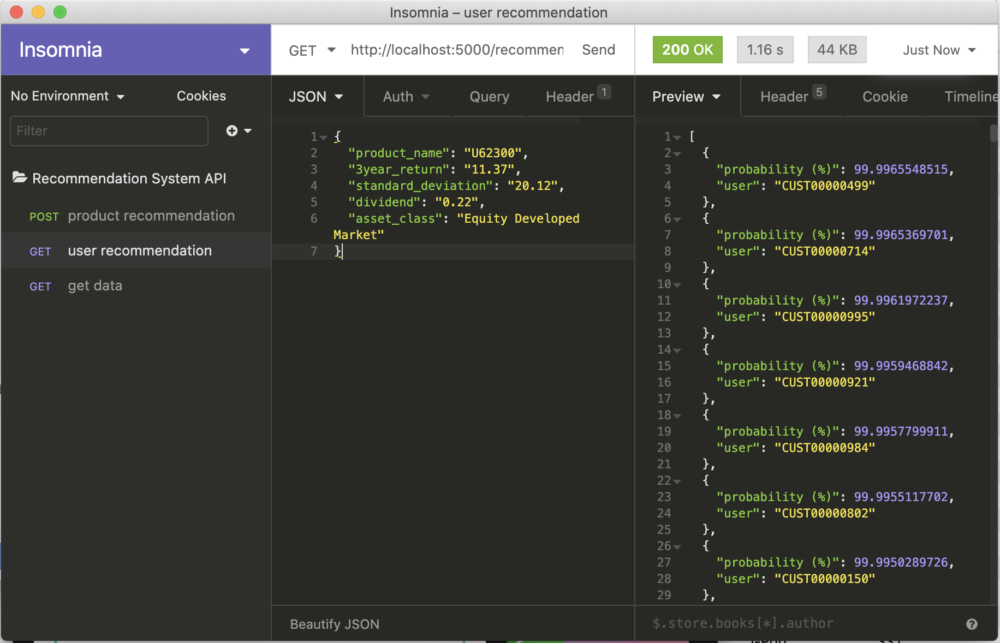 Insomnia – user recommendation
Insomnia
GET http://localhost:5000/recommen Send
200 OK 1.16 s 44 KB Just Now
No Environment Cookies
Filter
Recommendation System API
POST product recommendation
GET user recommendation
GET get data
JSON Auth Query Header 1
1 {
2 "product_name": "U62300",
3 "3year_return": "11.37",
4 "standard_deviation": "20.12",
5 "dividend": "0.22",
6 "asset_class": "Equity Developed
Market"
7 }
Beautify JSON
Preview Header 5 Cookie Timeline
1 [
2 {
3 "probability (%)": 99.9965548515,
4 "user": "CUST00000499"
5 },
6 {
7 "probability (%)": 99.9965369701,
8 "user": "CUST00000714"
9 },
10 {
11 "probability (%)": 99.9961972237,
12 "user": "CUST00000995"
13 },
14 {
15 "probability (%)": 99.9959468842,
16 "user": "CUST00000921"
17 },
18 {
19 "probability (%)": 99.9957799911,
20 "user": "CUST00000984"
21 },
22 {
23 "probability (%)": 99.9955117702,
24 "user": "CUST00000802"
25 },
26 {
27 "probability (%)": 99.9950289726,
28 "user": "CUST00000150"
29 },
$.store.books[*].author